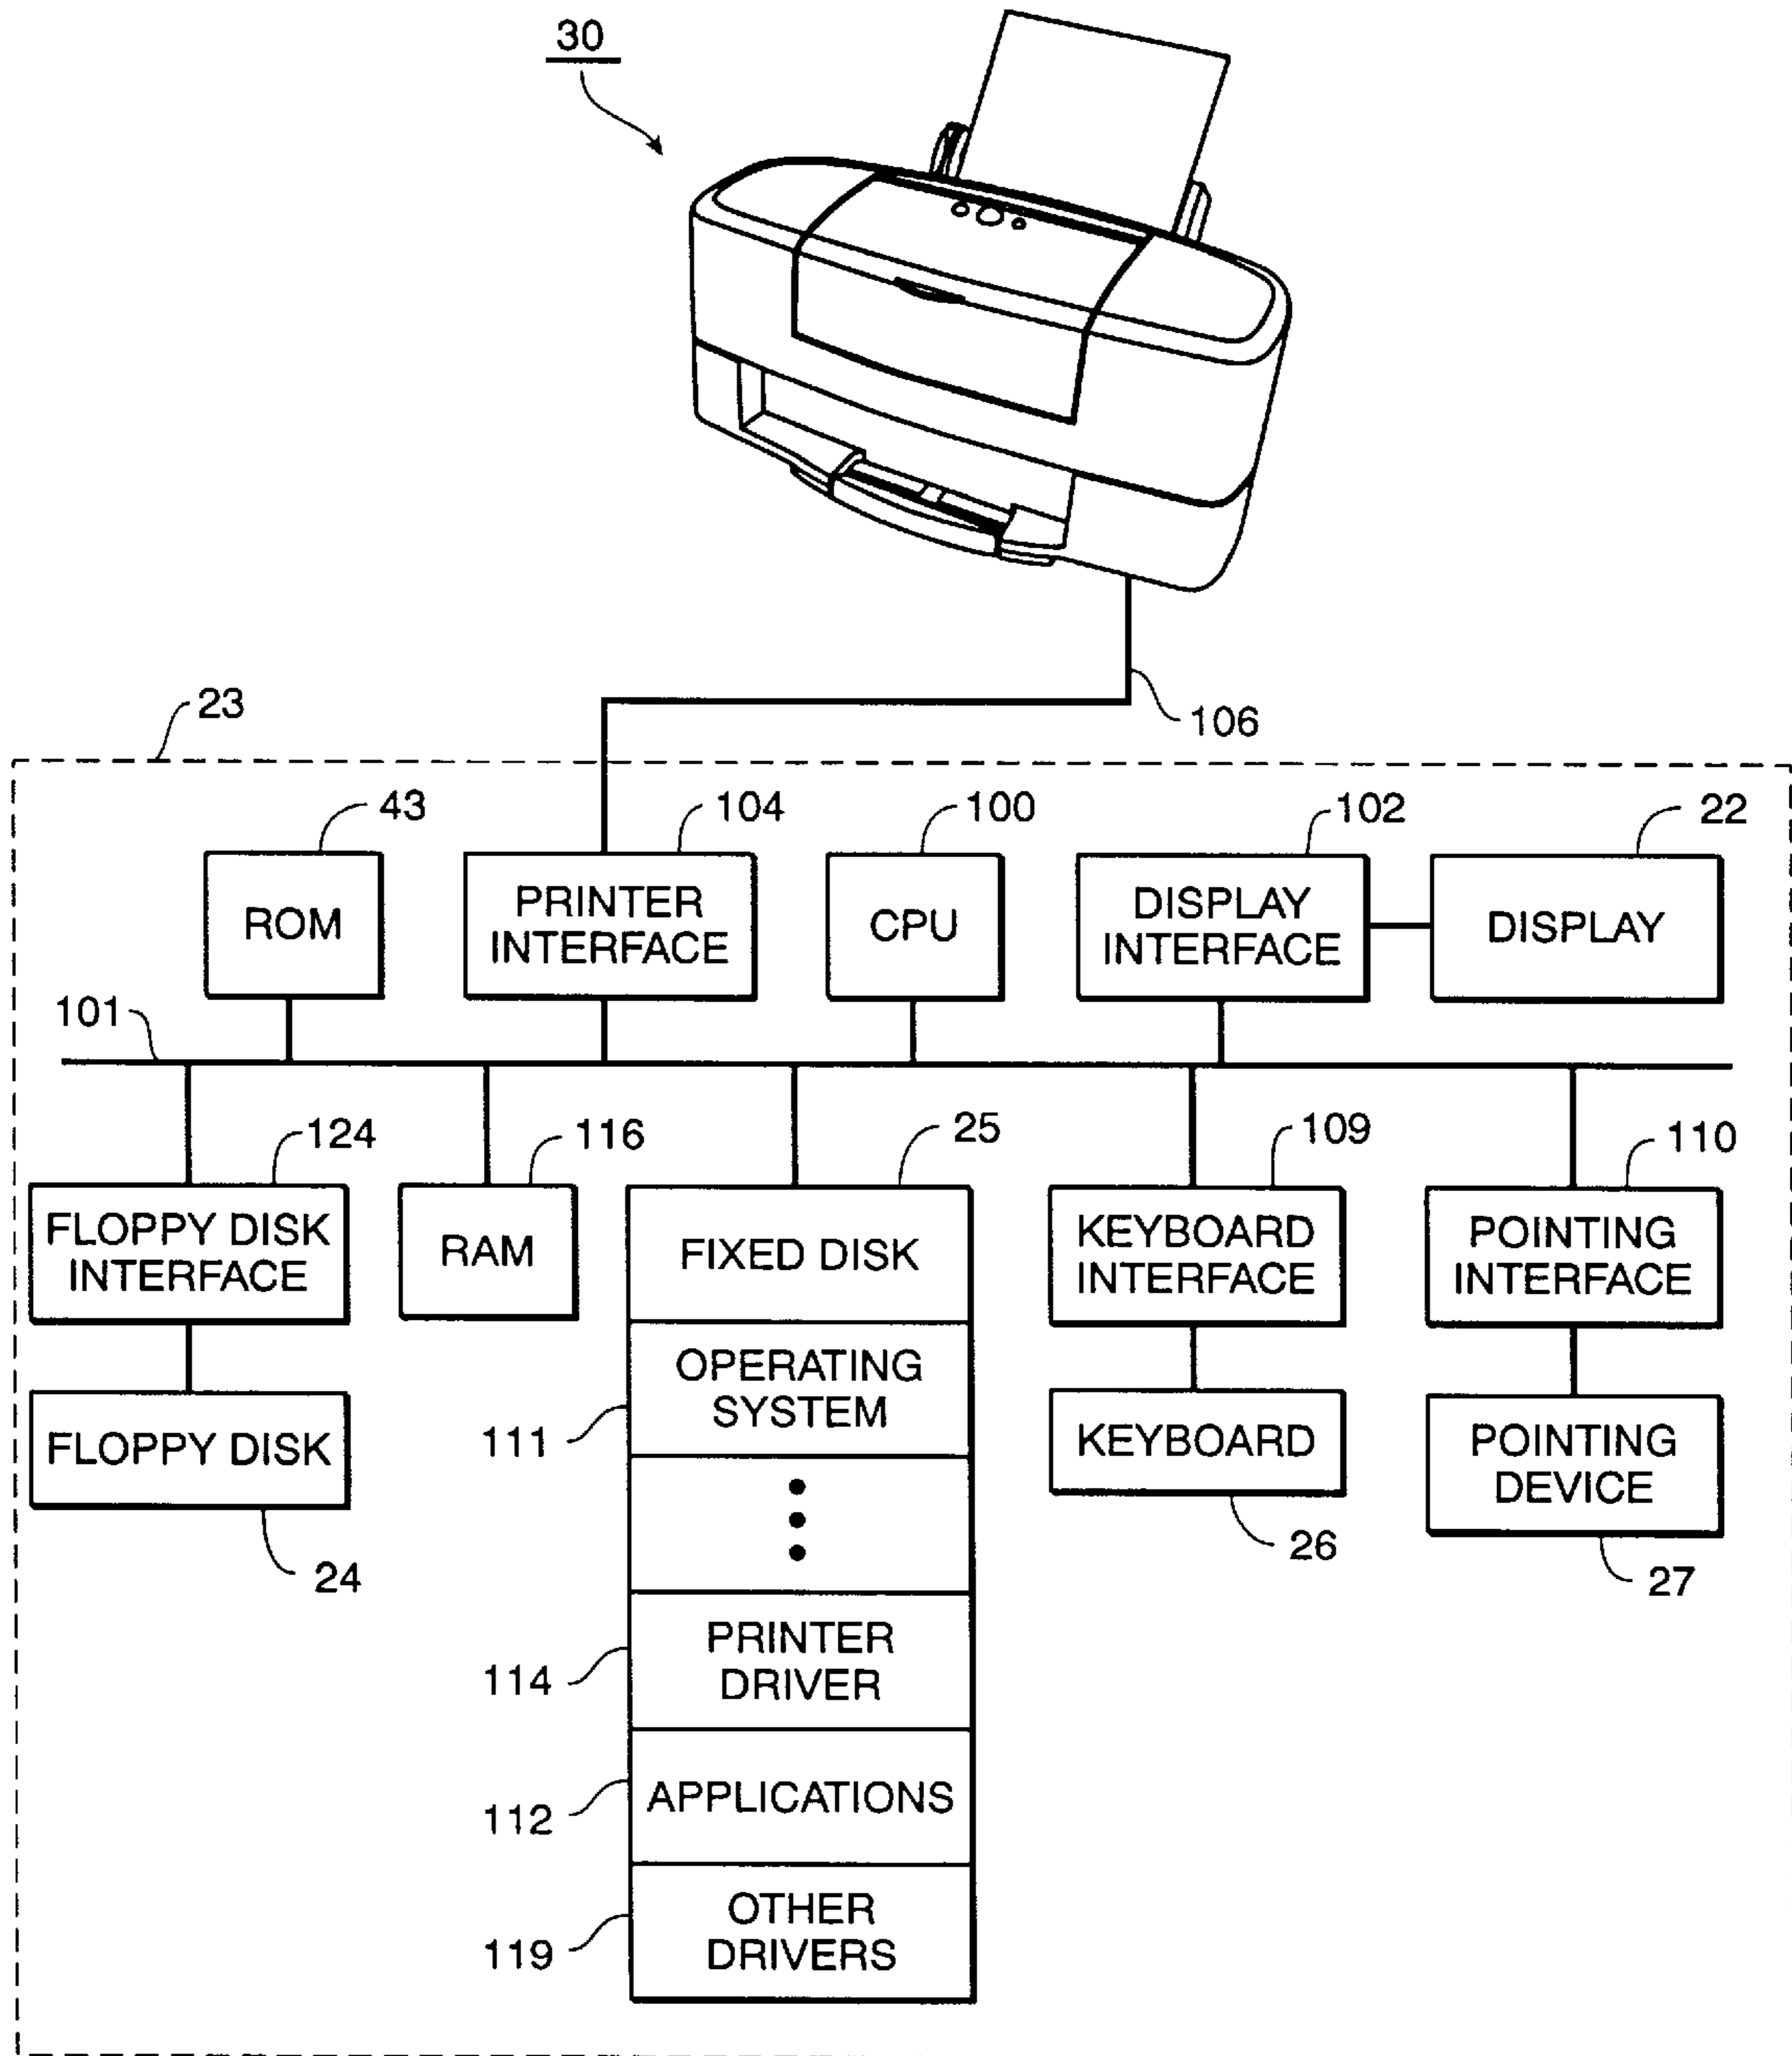 30
106
23
43
104
100
102
22
ROM
PRINTER
INTERFACE
CPU
DISPLAY
INTERFACE
DISPLAY
101
124
116
25
109
110
FLOPPY DISK
INTERFACE
RAM
FIXED DISK
KEYBOARD
INTERFACE
POINTING
INTERFACE
OPERATING
SYSTEM
111
FLOPPY DISK
KEYBOARD
POINTING
DEVICE
24
26
27
PRINTER
DRIVER
114
APPLICATIONS
112
OTHER
DRIVERS
119